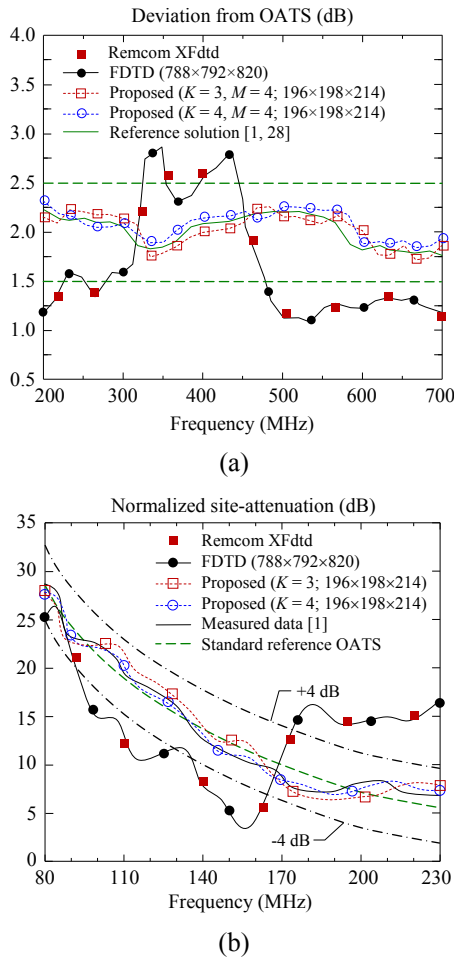 Deviation from OATS (dB)
4.0
3.5
3.0
2.5
2.0
1.5
1.0
0.5
Remcom XFdtd
FDTD (788×792×820)
Proposed (K = 3, M = 4; 196×198×214)
Proposed (K = 4, M = 4; 196×198×214)
Reference solution [1, 28]
200 300 400 500 600 700
Frequency (MHz)
(a)
Normalized site-attenuation (dB)
35
30
25
20
15
10
5
0
Remcom XFdtd
FDTD (788×792×820)
Proposed (K = 3; 196×198×214)
Proposed (K = 4; 196×198×214)
Measured data [1]
Standard reference OATS
+4 dB
-4 dB
80 110 140 170 200 230
Frequency (MHz)
(b)